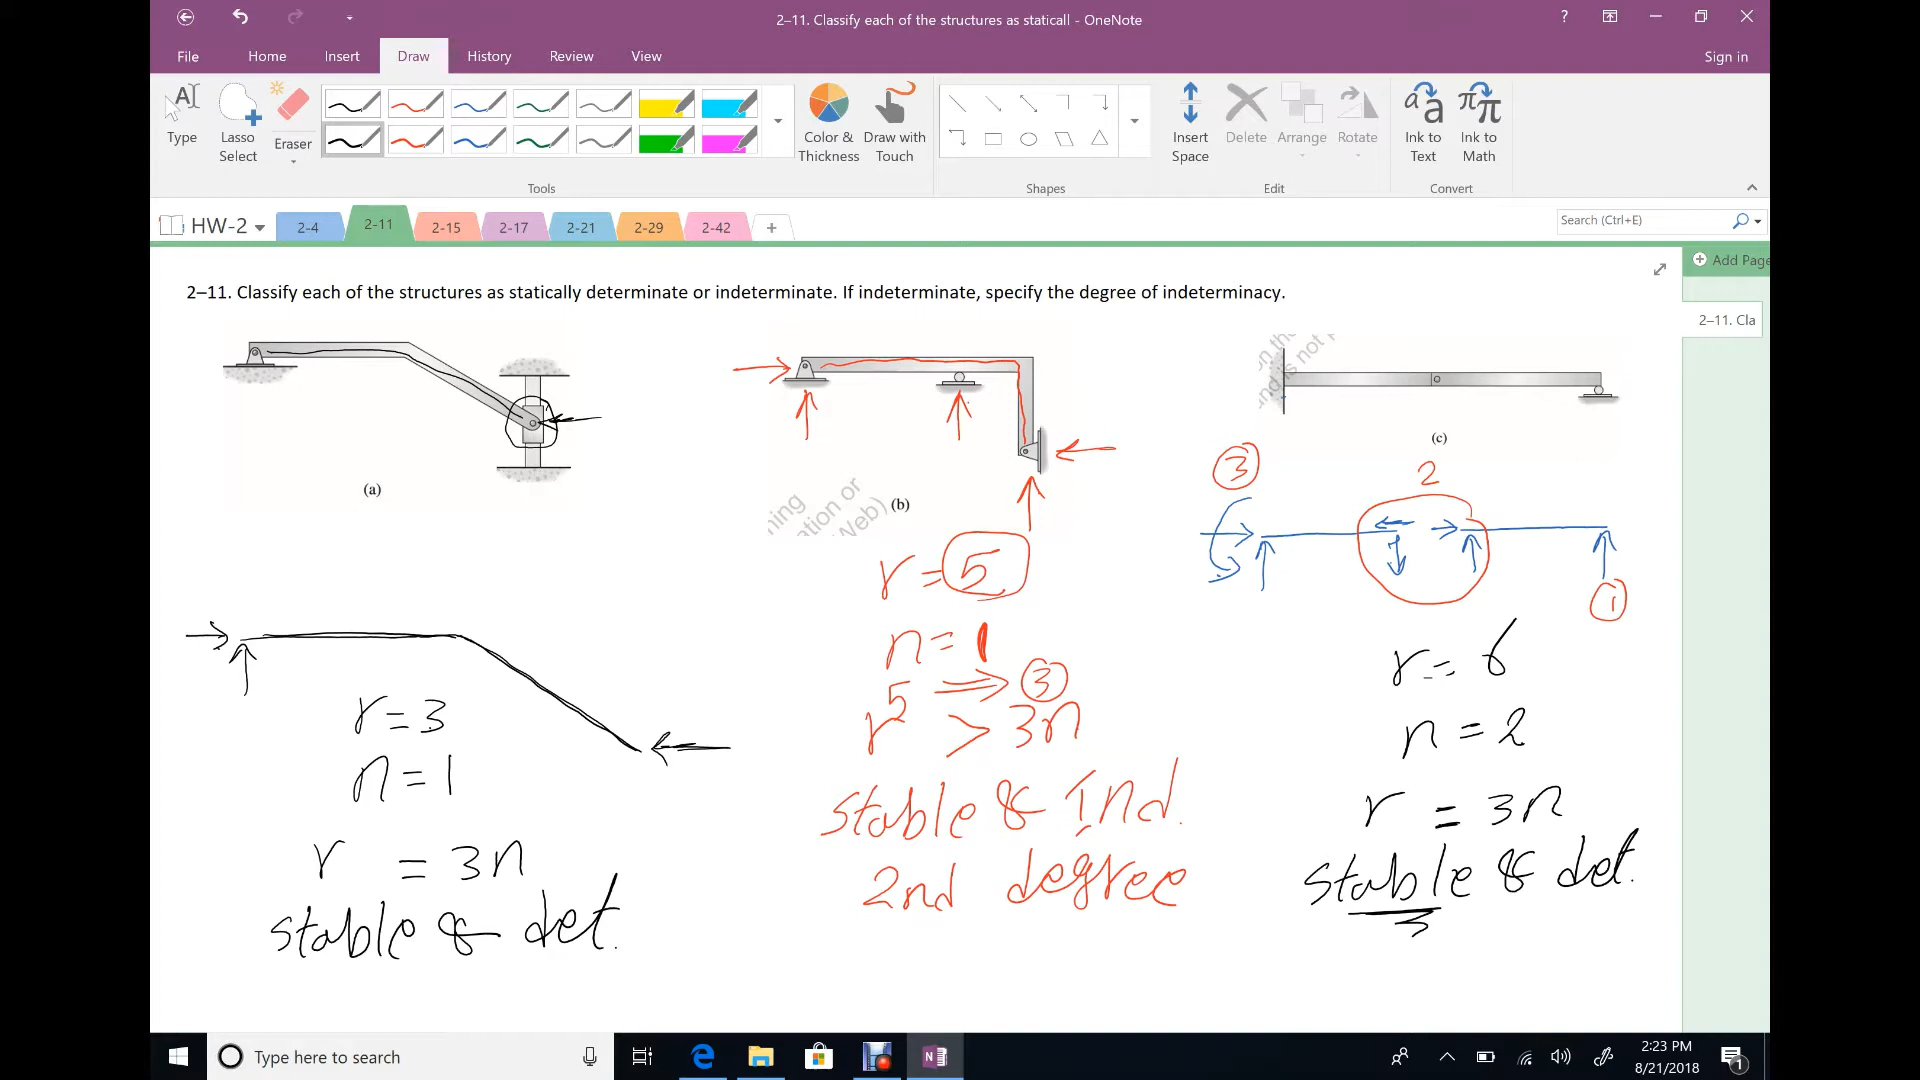 2–11. Classify each of the structures as staticall - OneNote
?
File Home Insert Draw History Review View
Sign in
Type
Lasso Select
Eraser
Color & Thickness
Draw with Touch
Insert Space
Delete
Arrange
Rotate
Ink to Text
Ink to Math
Tools
Shapes
Edit
Convert
HW-2
2-4
2-11
2-15
2-17
2-21
2-29
2-42
+
Search (Ctrl+E)
Add Page
2–11. Cla
2–11. Classify each of the structures as statically determinate or indeterminate. If indeterminate, specify the degree of indeterminacy.
(a)
r = 3
n = 1
r = 3n
stable & det.
(b)
r = 5
n = 1
5 ⇒ 3
r > 3n
stable & Ind.
2nd degree
(c)
3
2
1
r = 6
n = 2
r = 3n
stable & det.
Type here to search
2:23 PM
8/21/2018
1